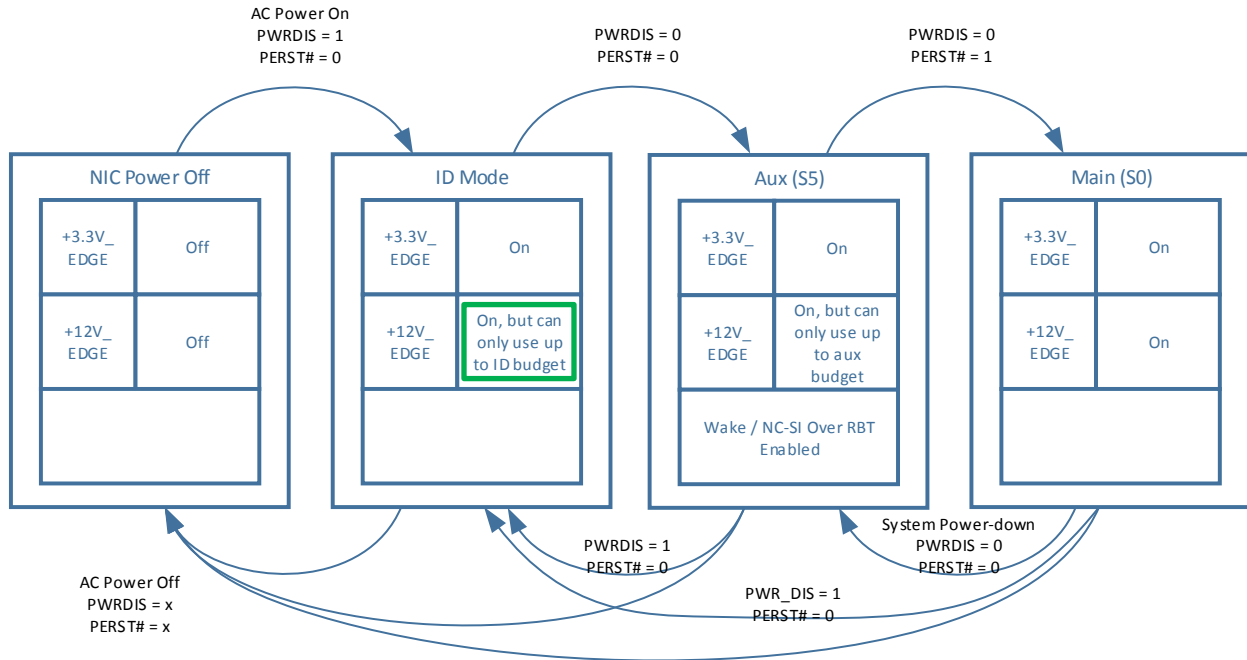 AC Power On
PWRDIS = 1
PERST# = 0
PWRDIS = 0
PERST# = 0
PWRDIS = 0
PERST# = 1
NIC Power Off
+3.3V_
EDGE
Off
+12V_
EDGE
Off
ID Mode
+3.3V_
EDGE
On
+12V_
EDGE
On, but can
only use up
to ID budget
Aux (S5)
+3.3V_
EDGE
On
+12V_
EDGE
On, but can
only use up
to aux
budget
Wake / NC-SI Over RBT
Enabled
Main (S0)
+3.3V_
EDGE
On
+12V_
EDGE
On
AC Power Off
PWRDIS = x
PERST# = x
PWRDIS = 1
PERST# = 0
PWR_DIS = 1
PERST# = 0
System Power-down
PWRDIS = 0
PERST# = 0